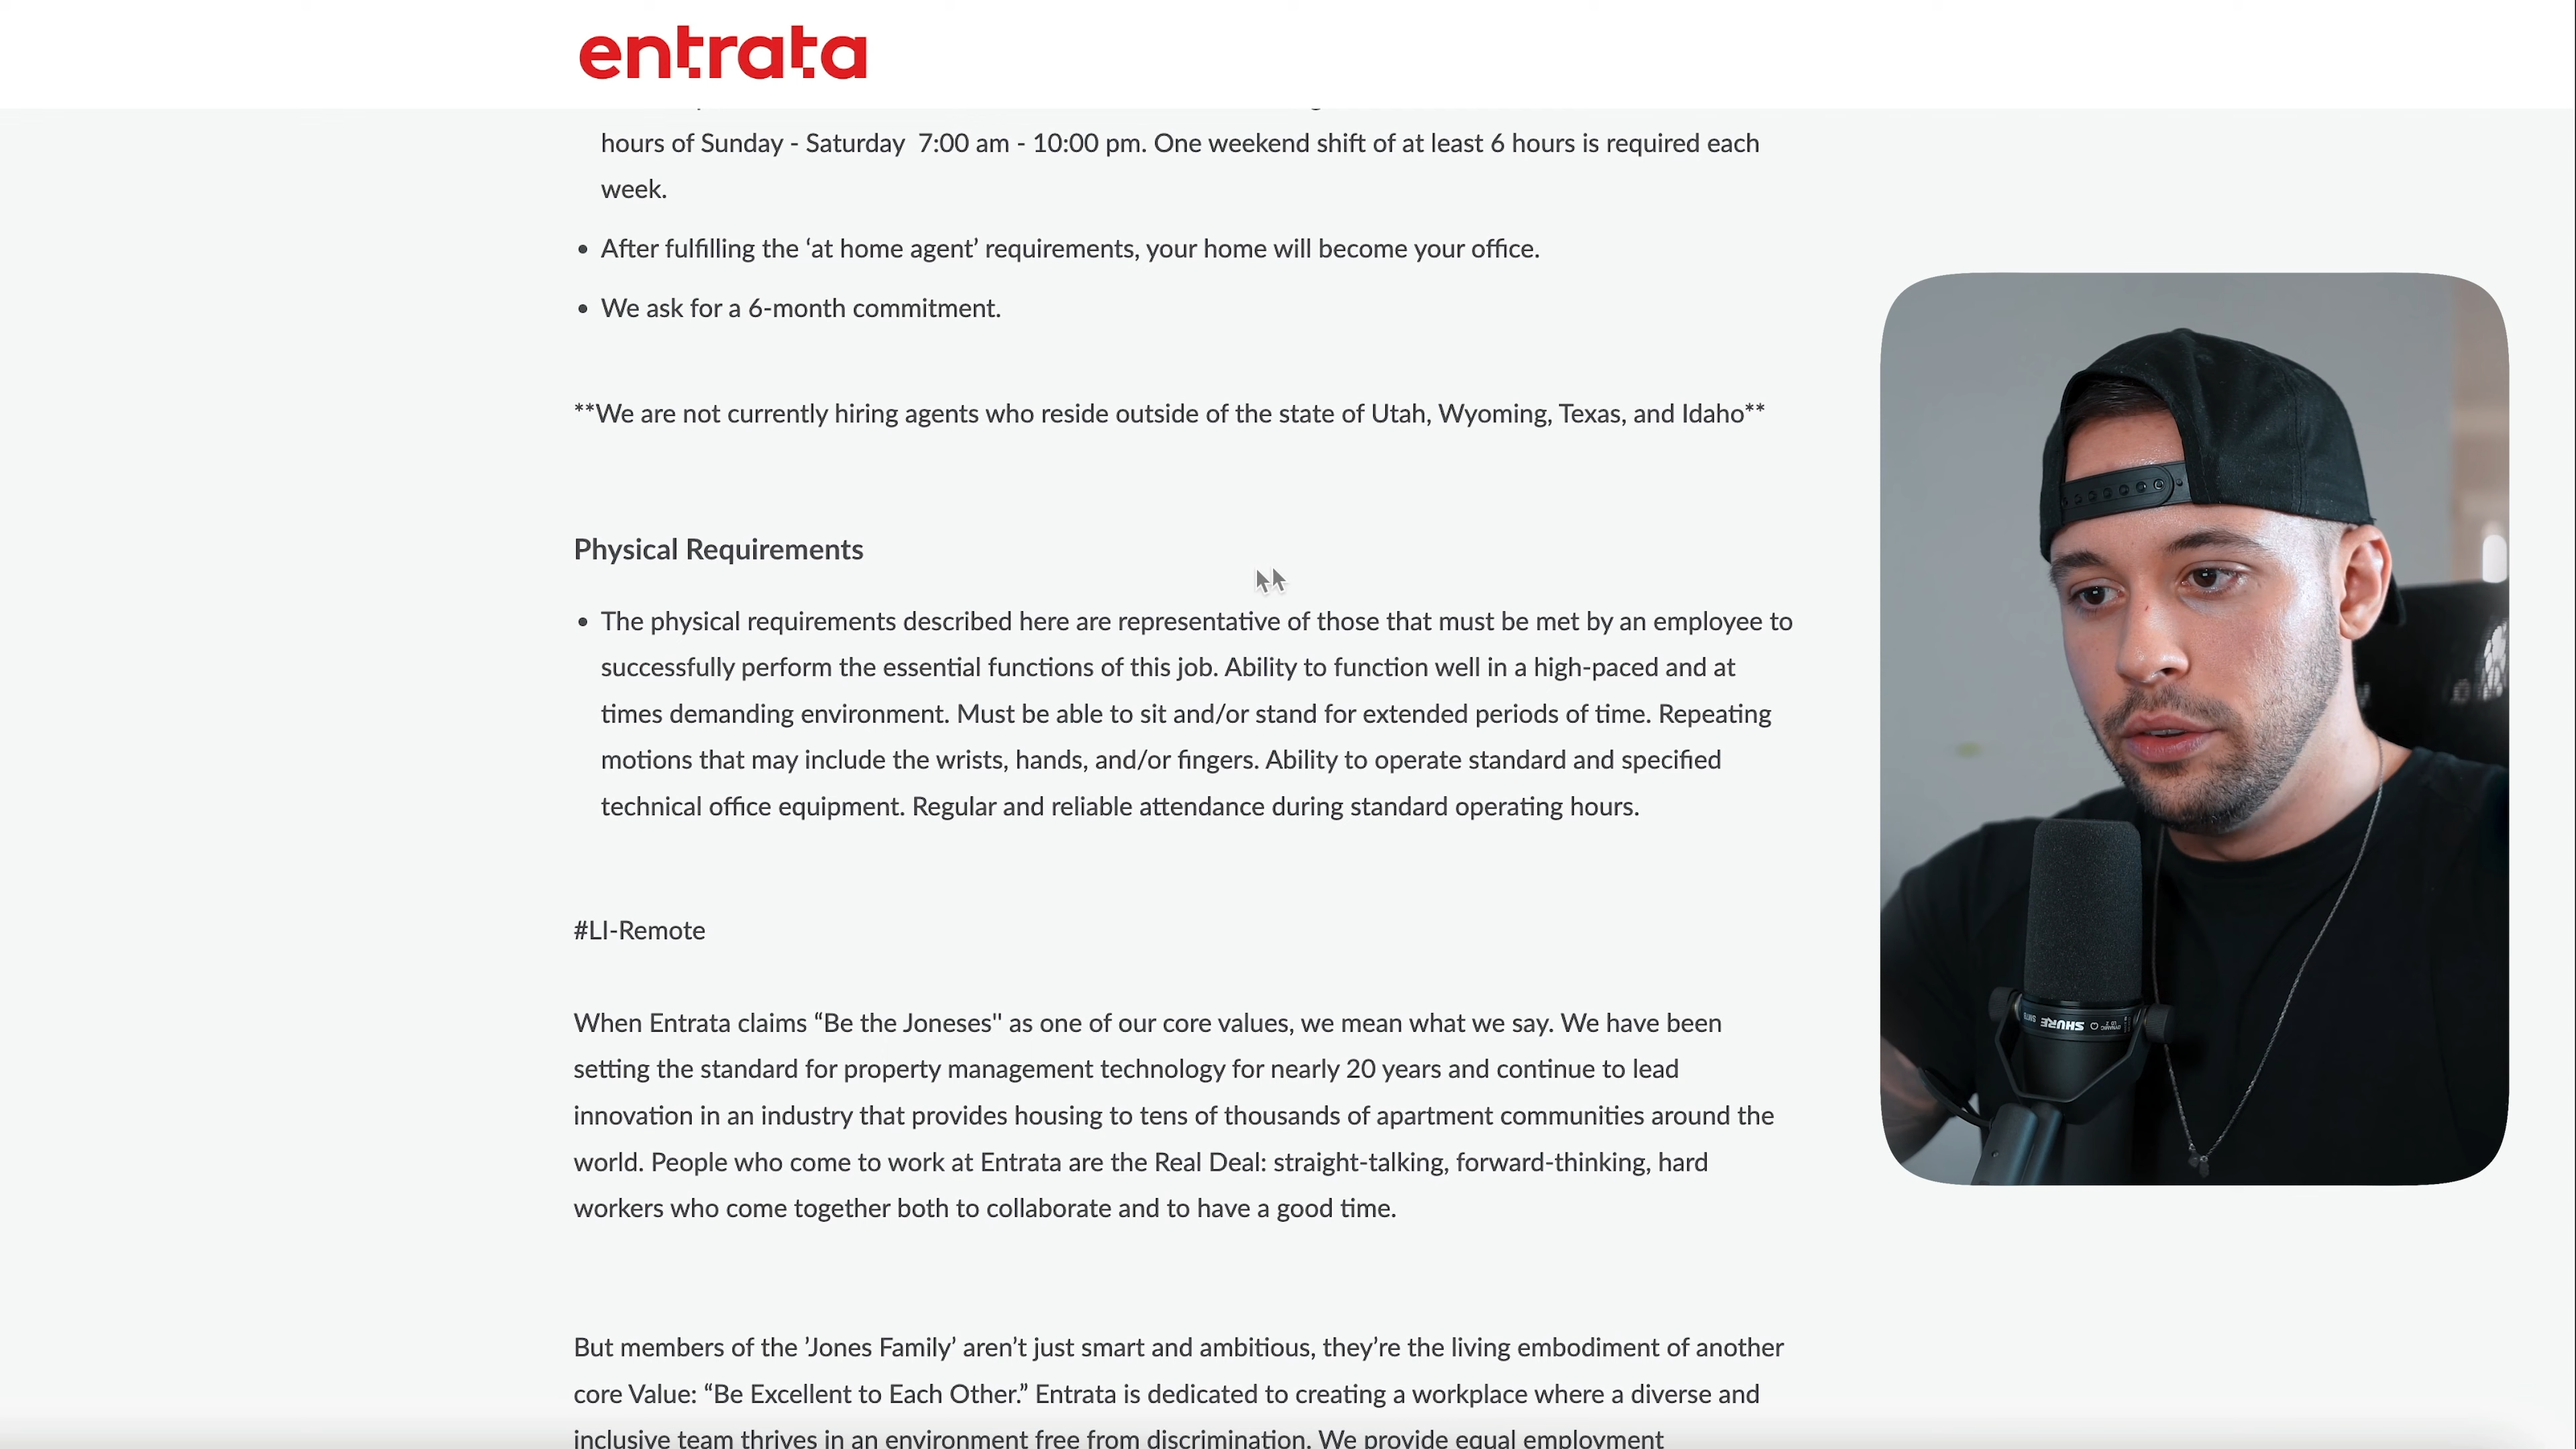 entrata
hours of Sunday - Saturday  7:00 am - 10:00 pm. One weekend shift of at least 6 hours is required each
week.
• After fulfilling the ‘at home agent’ requirements, your home will become your office.
• We ask for a 6-month commitment.
**We are not currently hiring agents who reside outside of the state of Utah, Wyoming, Texas, and Idaho**
Physical Requirements
• The physical requirements described here are representative of those that must be met by an employee to
successfully perform the essential functions of this job. Ability to function well in a high-paced and at
times demanding environment. Must be able to sit and/or stand for extended periods of time. Repeating
motions that may include the wrists, hands, and/or fingers. Ability to operate standard and specified
technical office equipment. Regular and reliable attendance during standard operating hours.
#LI-Remote
When Entrata claims “Be the Joneses'' as one of our core values, we mean what we say. We have been
setting the standard for property management technology for nearly 20 years and continue to lead
innovation in an industry that provides housing to tens of thousands of apartment communities around the
world. People who come to work at Entrata are the Real Deal: straight-talking, forward-thinking, hard
workers who come together both to collaborate and to have a good time.
But members of the ’Jones Family’ aren’t just smart and ambitious, they’re the living embodiment of another
core Value: “Be Excellent to Each Other.” Entrata is dedicated to creating a workplace where a diverse and
inclusive team thrives in an environment free from discrimination. We provide equal employment
SHURE